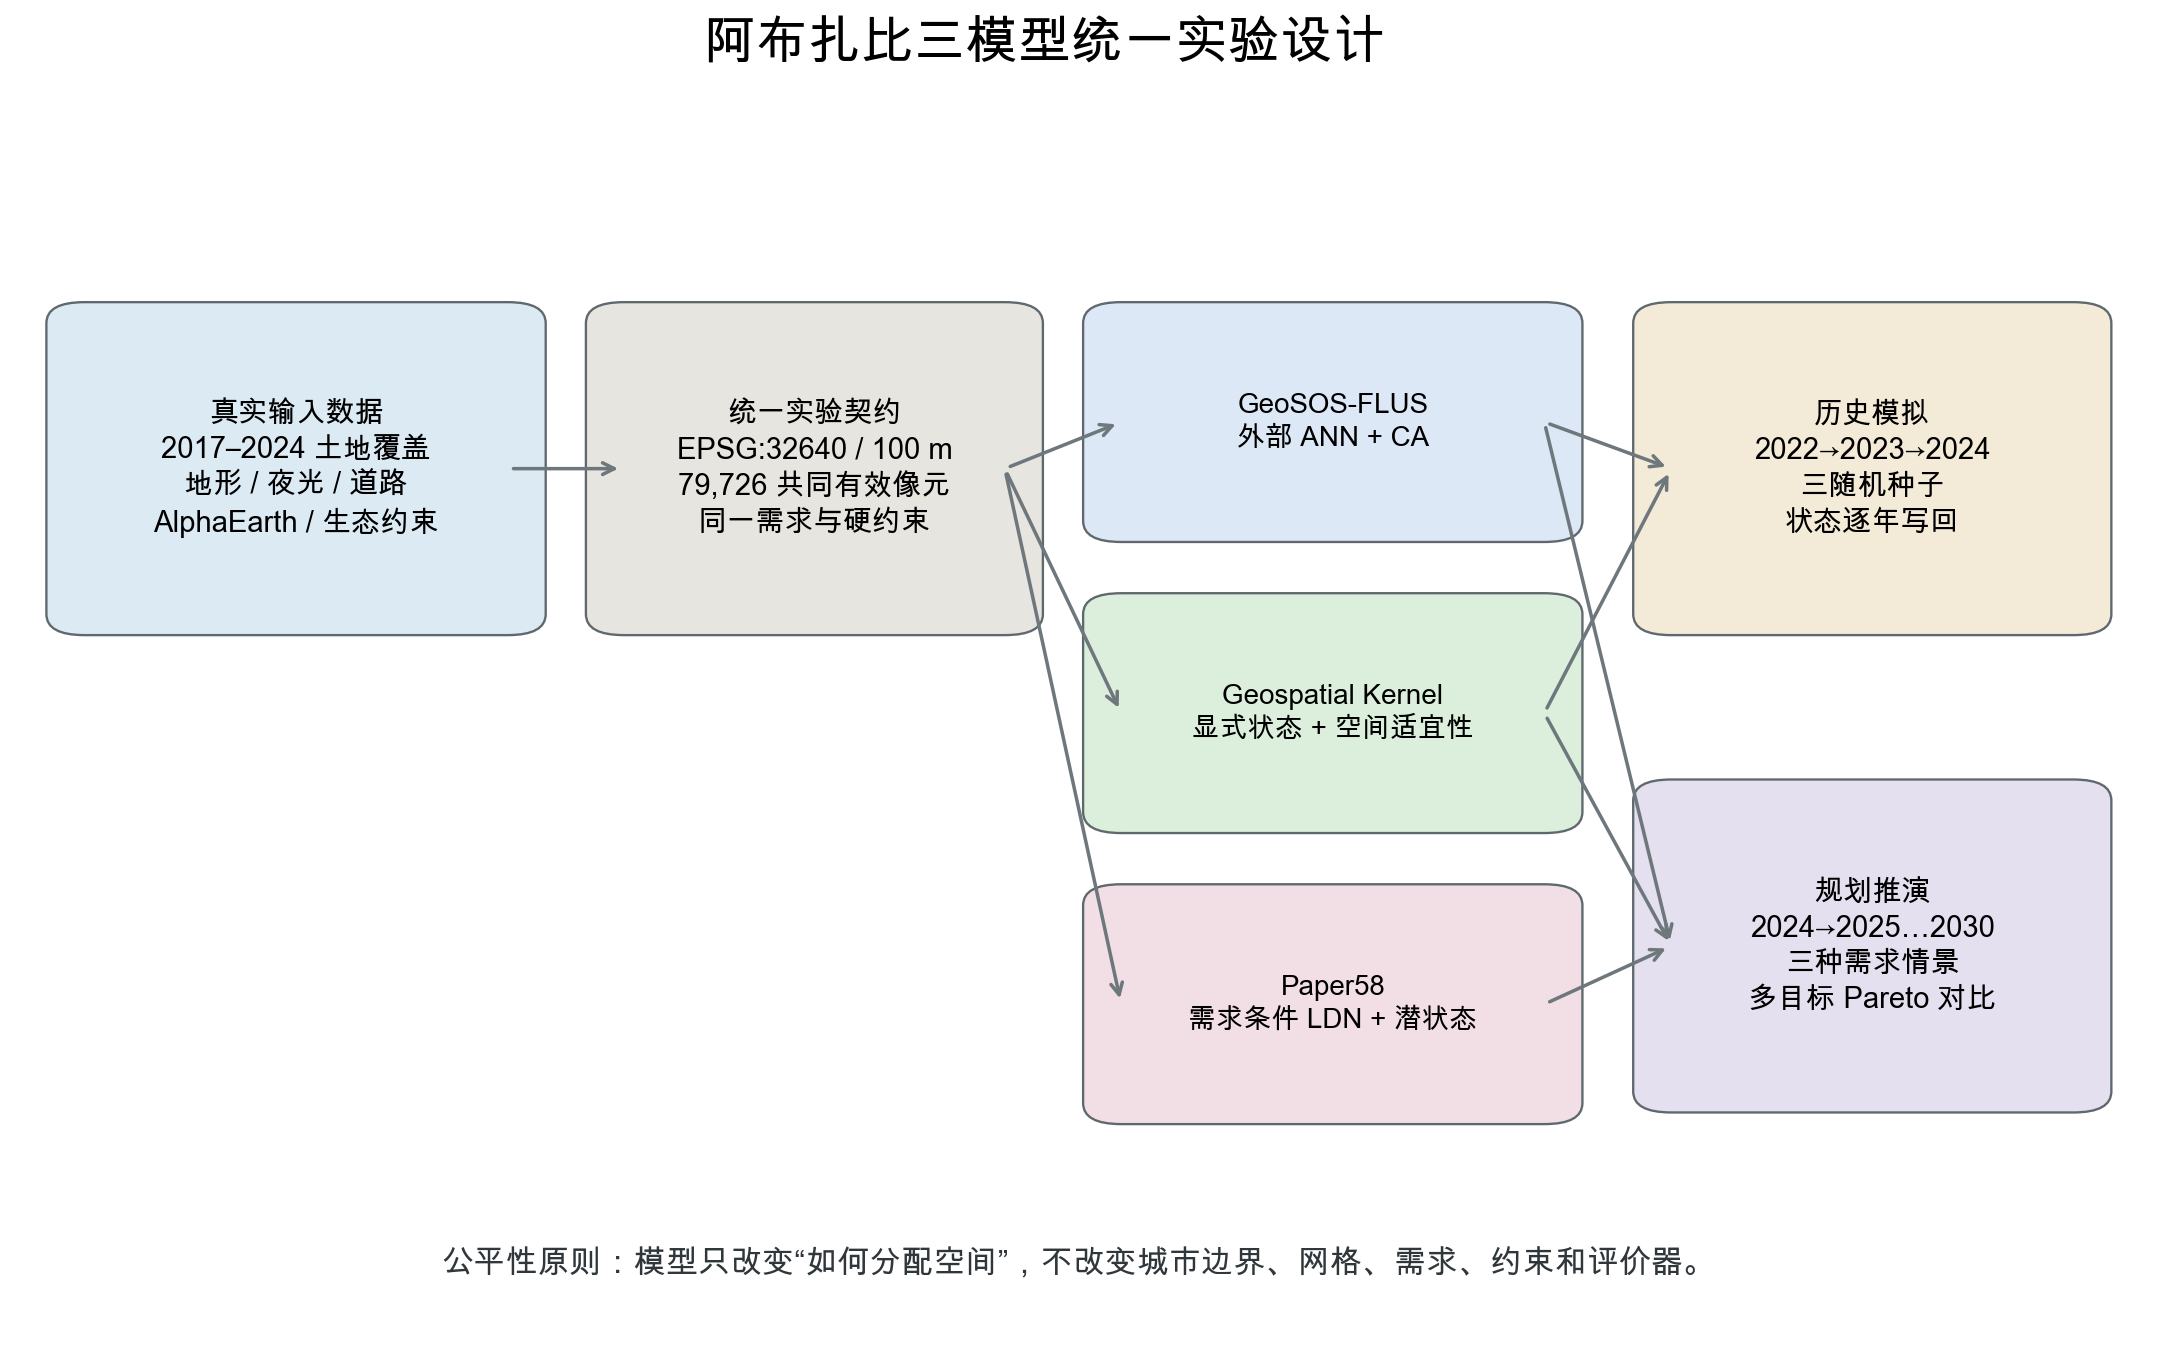 阿布扎比三模型统一实验设计
真实输入数据
2017–2024 土地覆盖
地形 / 夜光 / 道路
AlphaEarth / 生态约束
统一实验契约
EPSG:32640 / 100 m
79,726 共同有效像元
同一需求与硬约束
GeoSOS-FLUS
外部 ANN + CA
Geospatial Kernel
显式状态 + 空间适宜性
Paper58
需求条件 LDN + 潜状态
历史模拟
2022→2023→2024
三随机种子
状态逐年写回
规划推演
2024→2025…2030
三种需求情景
多目标 Pareto 对比
公平性原则：模型只改变“如何分配空间”，不改变城市边界、网格、需求、约束和评价器。